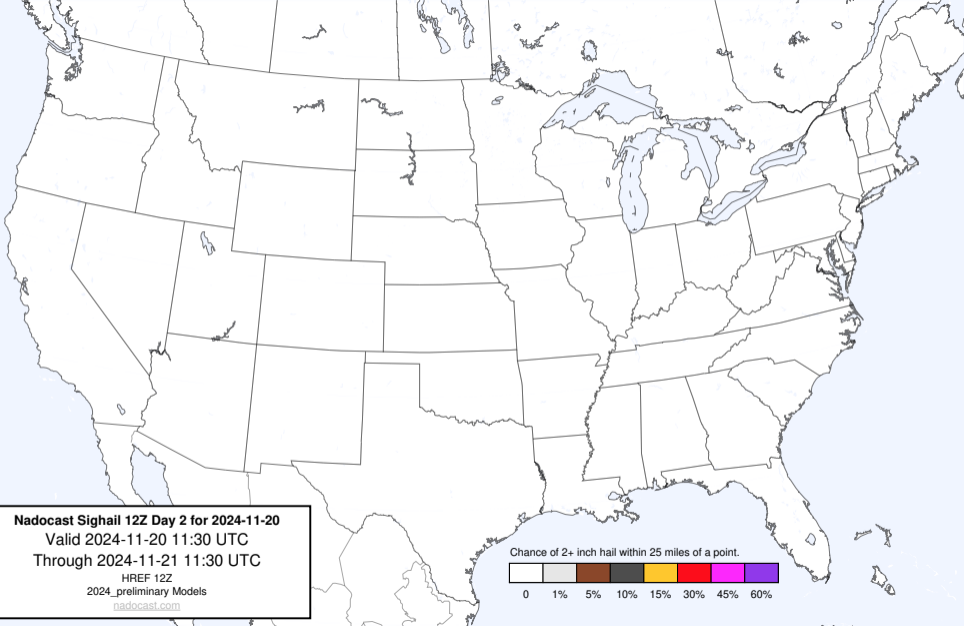 Nadocast Sighail 12Z Day 2 for 2024-11-20
Valid 2024-11-20 11:30 UTC
Through 2024-11-21 11:30 UTC
HREF 12Z
2024_preliminary Models
nadocast.com
Chance of 2+ inch hail within 25 miles of a point.
0 1% 5% 10% 15% 30% 45% 60%